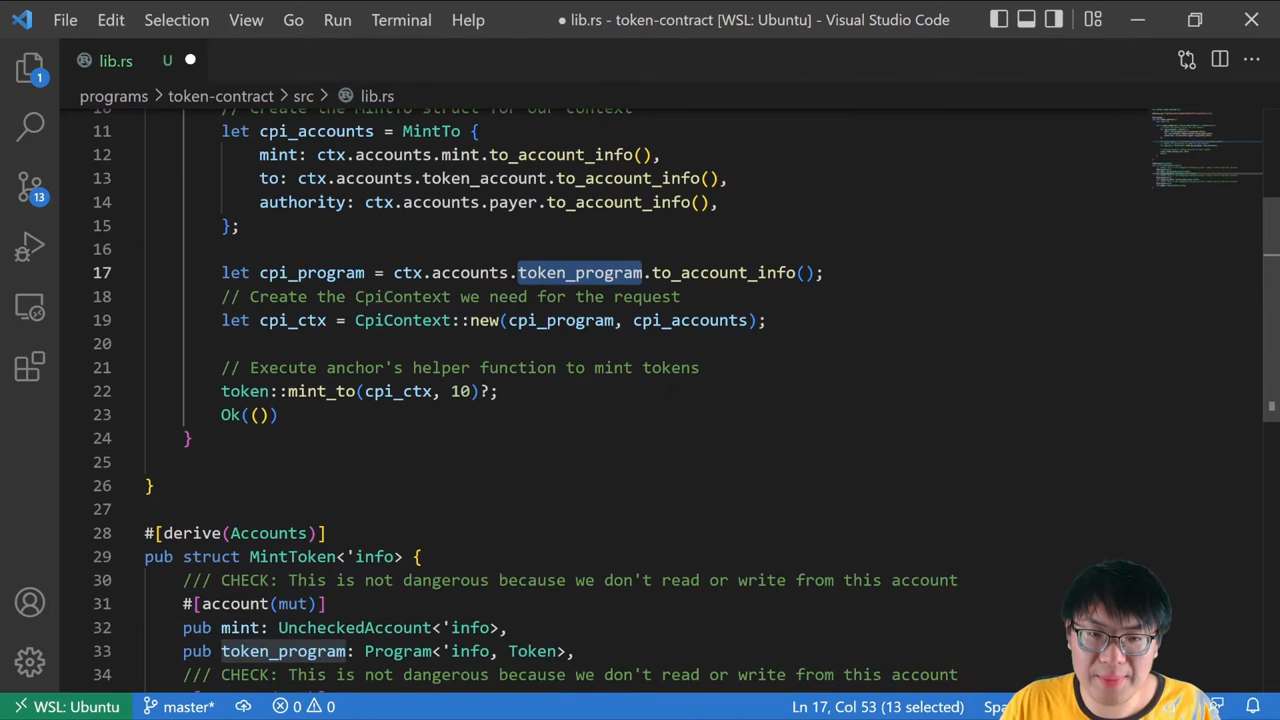 File Edit Selection View Go Run Terminal Help
● lib.rs - token-contract [WSL: Ubuntu] - Visual Studio Code
lib.rs U ●
programs > token-contract > src > lib.rs
10 // Create the MintTo struct for our context
11 let cpi_accounts = MintTo {
12 mint: ctx.accounts.mint.to_account_info(),
13 to: ctx.accounts.token_account.to_account_info(),
14 authority: ctx.accounts.payer.to_account_info(),
15 };
16
17 let cpi_program = ctx.accounts.token_program.to_account_info();
18 // Create the CpiContext we need for the request
19 let cpi_ctx = CpiContext::new(cpi_program, cpi_accounts);
20
21 // Execute anchor's helper function to mint tokens
22 token::mint_to(cpi_ctx, 10)?;
23 Ok(())
24 }
25
26 }
27
28 #[derive(Accounts)]
29 pub struct MintToken<'info> {
30 /// CHECK: This is not dangerous because we don't read or write from this account
31 #[account(mut)]
32 pub mint: UncheckedAccount<'info>,
33 pub token_program: Program<'info, Token>,
34 /// CHECK: This is not dangerous because we don't read or write from this account
1
13
WSL: Ubuntu master* 0 0 Ln 17, Col 53 (13 selected)